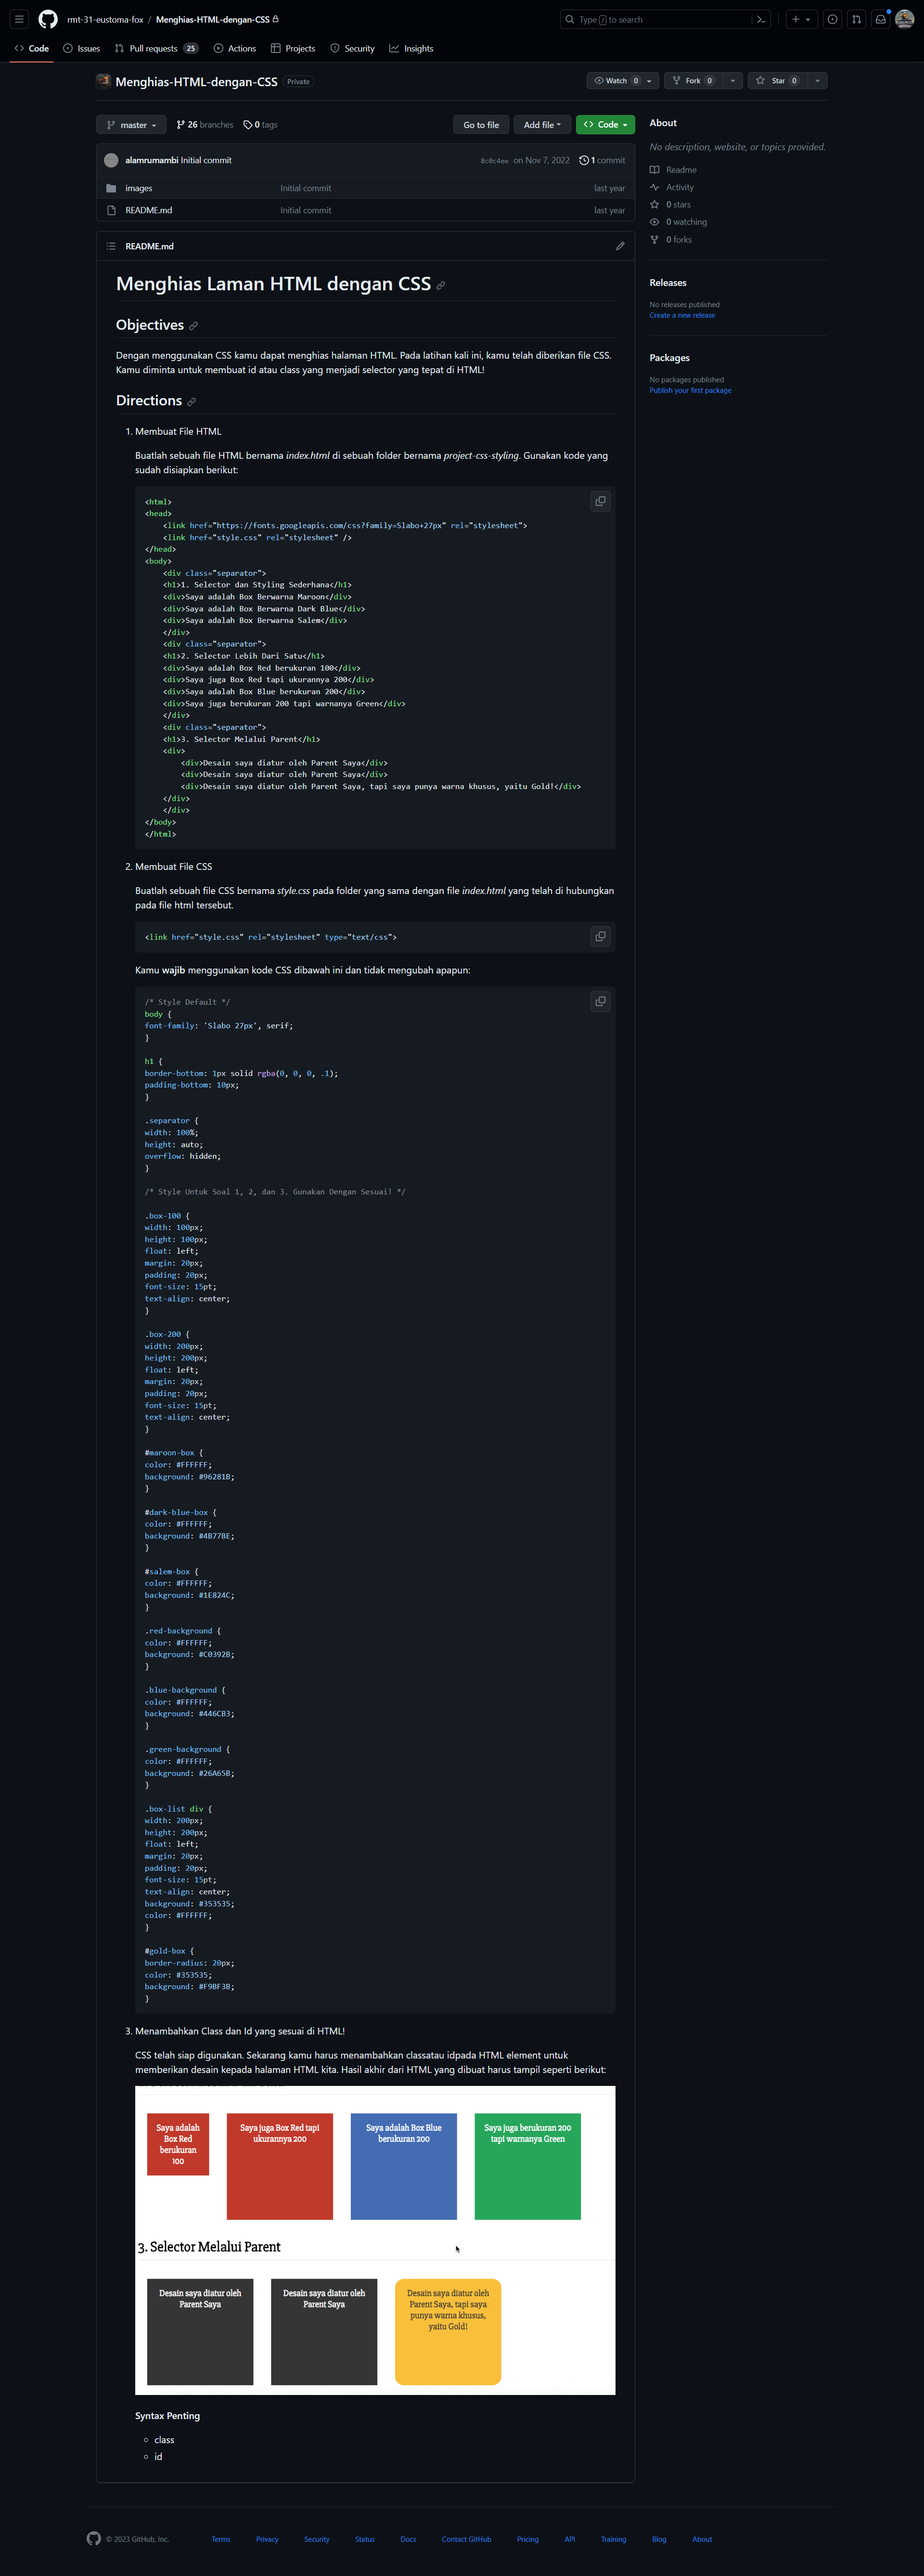 rmt-31-eustoma-fox / Menghias-HTML-dengan-CSS
Type / to search
Code
Issues
Pull requests 25
Actions
Projects
Security
Insights
Menghias-HTML-dengan-CSS Private
Watch 0
Fork 0
Star 0
master
26 branches
0 tags
Go to file
Add file
Code
alamrumambi Initial commit
8c0c4ee on Nov 7, 2022
1 commit
images Initial commit last year
README.md Initial commit last year
README.md
Menghias Laman HTML dengan CSS
Objectives
Dengan menggunakan CSS kamu dapat menghias halaman HTML. Pada latihan kali ini, kamu telah diberikan file CSS.
Kamu diminta untuk membuat id atau class yang menjadi selector yang tepat di HTML!
Directions
1. Membuat File HTML
Buatlah sebuah file HTML bernama index.html di sebuah folder bernama project-css-styling. Gunakan kode yang
sudah disiapkan berikut:
<html>
<head>
<link href="https://fonts.googleapis.com/css?family=Slabo+27px" rel="stylesheet">
<link href="style.css" rel="stylesheet" />
</head>
<body>
<div class="separator">
<h1>1. Selector dan Styling Sederhana</h1>
<div>Saya adalah Box Berwarna Maroon</div>
<div>Saya adalah Box Berwarna Dark Blue</div>
<div>Saya adalah Box Berwarna Salem</div>
</div>
<div class="separator">
<h1>2. Selector Lebih Dari Satu</h1>
<div>Saya adalah Box Red berukuran 100</div>
<div>Saya juga Box Red tapi ukurannya 200</div>
<div>Saya adalah Box Blue berukuran 200</div>
<div>Saya juga berukuran 200 tapi warnanya Green</div>
</div>
<div class="separator">
<h1>3. Selector Melalui Parent</h1>
<div>
<div>Desain saya diatur oleh Parent Saya</div>
<div>Desain saya diatur oleh Parent Saya</div>
<div>Desain saya diatur oleh Parent Saya, tapi saya punya warna khusus, yaitu Gold!</div>
</div>
</div>
</body>
</html>
2. Membuat File CSS
Buatlah sebuah file CSS bernama style.css pada folder yang sama dengan file index.html yang telah di hubungkan
pada file html tersebut.
<link href="style.css" rel="stylesheet" type="text/css">
Kamu wajib menggunakan kode CSS dibawah ini dan tidak mengubah apapun:
/* Style Default */
body {
font-family: 'Slabo 27px', serif;
}
h1 {
border-bottom: 1px solid rgba(0, 0, 0, .1);
padding-bottom: 10px;
}
.separator {
width: 100%;
height: auto;
overflow: hidden;
}
/* Style Untuk Soal 1, 2, dan 3. Gunakan Dengan Sesuai! */
.box-100 {
width: 100px;
height: 100px;
float: left;
margin: 20px;
padding: 20px;
font-size: 15pt;
text-align: center;
}
.box-200 {
width: 200px;
height: 200px;
float: left;
margin: 20px;
padding: 20px;
font-size: 15pt;
text-align: center;
}
#maroon-box {
color: #FFFFFF;
background: #96281B;
}
#dark-blue-box {
color: #FFFFFF;
background: #4B77BE;
}
#salem-box {
color: #FFFFFF;
background: #1E824C;
}
.red-background {
color: #FFFFFF;
background: #C0392B;
}
.blue-background {
color: #FFFFFF;
background: #446CB3;
}
.green-background {
color: #FFFFFF;
background: #26A65B;
}
.box-list div {
width: 200px;
height: 200px;
float: left;
margin: 20px;
padding: 20px;
font-size: 15pt;
text-align: center;
background: #353535;
color: #FFFFFF;
}
#gold-box {
border-radius: 20px;
color: #353535;
background: #F9BF3B;
}
3. Menambahkan Class dan Id yang sesuai di HTML!
CSS telah siap digunakan. Sekarang kamu harus menambahkan classatau idpada HTML element untuk
memberikan desain kepada halaman HTML kita. Hasil akhir dari HTML yang dibuat harus tampil seperti berikut:
Saya adalah
Box Red
berukuran
100
Saya juga Box Red tapi
ukurannya 200
Saya adalah Box Blue
berukuran 200
Saya juga berukuran 200
tapi warnanya Green
3. Selector Melalui Parent
Desain saya diatur oleh
Parent Saya
Desain saya diatur oleh
Parent Saya
Desain saya diatur oleh
Parent Saya, tapi saya
punya warna khusus,
yaitu Gold!
Syntax Penting
class
id
About
No description, website, or topics provided.
Readme
Activity
0 stars
0 watching
0 forks
Releases
No releases published
Create a new release
Packages
No packages published
Publish your first package
© 2023 GitHub, Inc.
Terms
Privacy
Security
Status
Docs
Contact GitHub
Pricing
API
Training
Blog
About